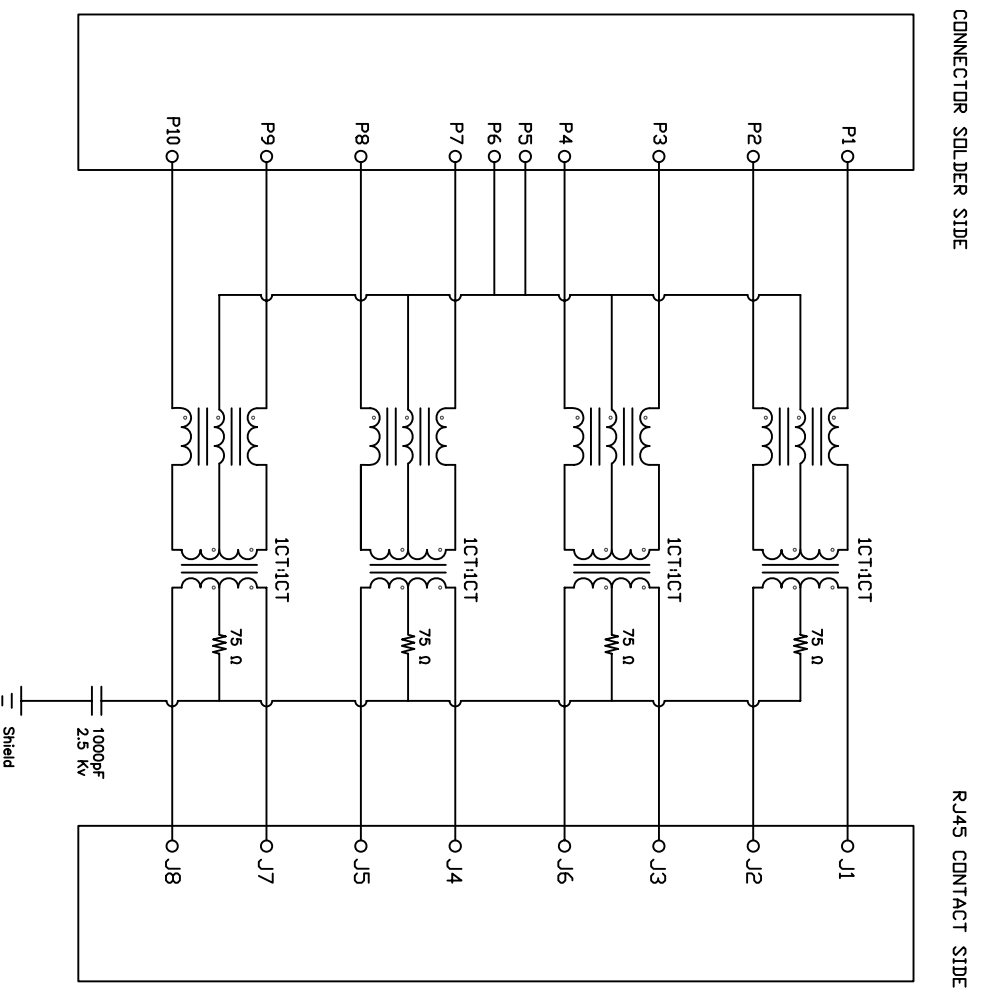 CONNECTOR SOLDER SIDE
P1
P2
P3
P4
P5
P6
P7
P8
P9
P10
1CT:1CT
1CT:1CT
1CT:1CT
1CT:1CT
75 Ω
75 Ω
75 Ω
75 Ω
1000pF
2.5 Kv
Shield
RJ45 CONTACT SIDE
J1
J2
J3
J6
J4
J5
J7
J8